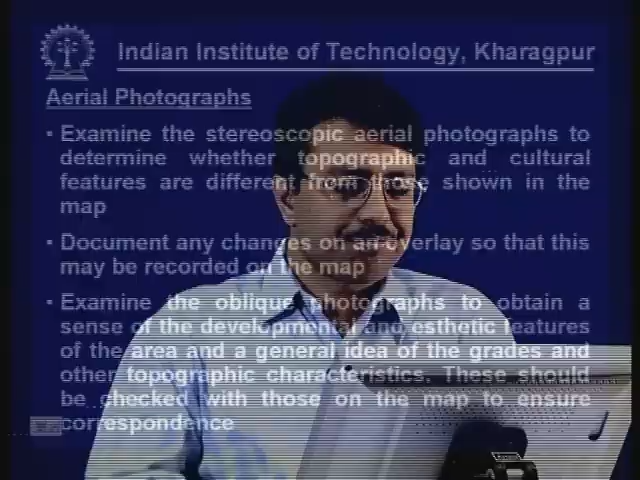 Indian Institute of Technology, Kharagpur
Aerial Photographs
• Examine the stereoscopic aerial photographs to
determine whether topographic and cultural
features are different from those shown in the
map
• Document any changes on an overlay so that this
may be recorded on the map
• Examine the oblique photographs to obtain a
sense of the developmental and esthetic features
of the area and a general idea of the grades and
other topographic characteristics. These should
be checked with those on the map to ensure
correspondence